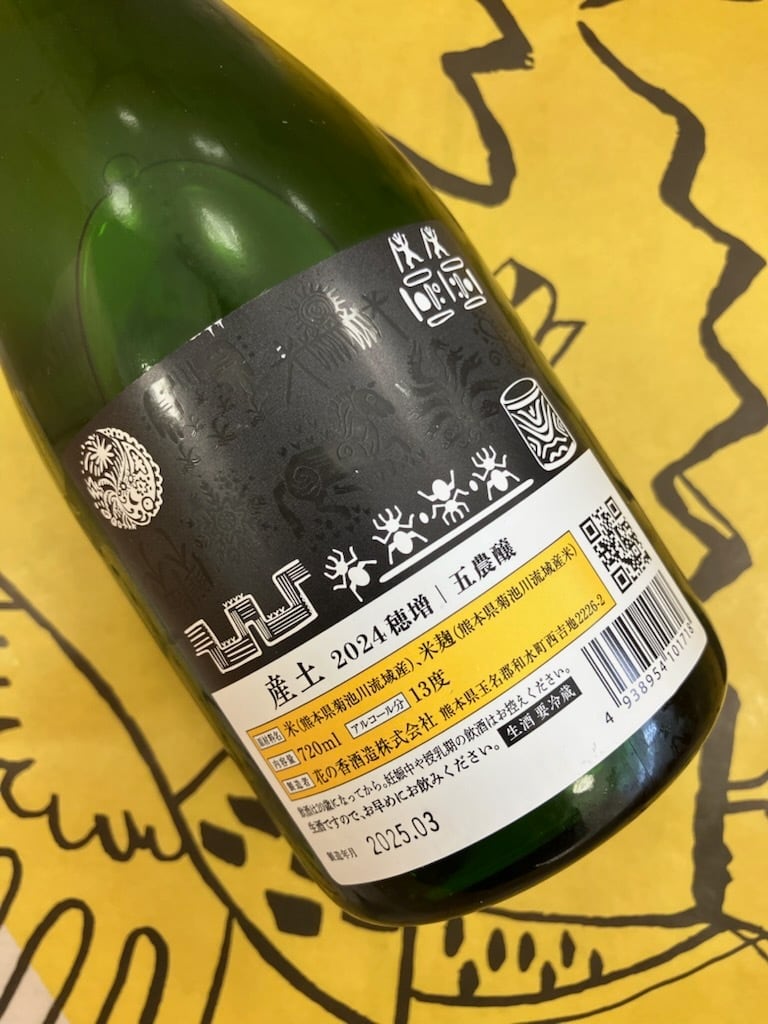 産土 2024 穂増 | 五農醸
原材料名 米(熊本県菊池川流域産)、米麹(熊本県菊池川流域産米)
内容量 720ml アルコール分 13度
製造者 花の香酒造株式会社 熊本県玉名郡和水町西吉地2226-2
飲酒は20歳になってから。妊娠中や授乳期の飲酒はお控えください。
生酒ですので、お早めにお飲みください。 生酒 要冷蔵
製造年月 2025.03
4 938954 101718